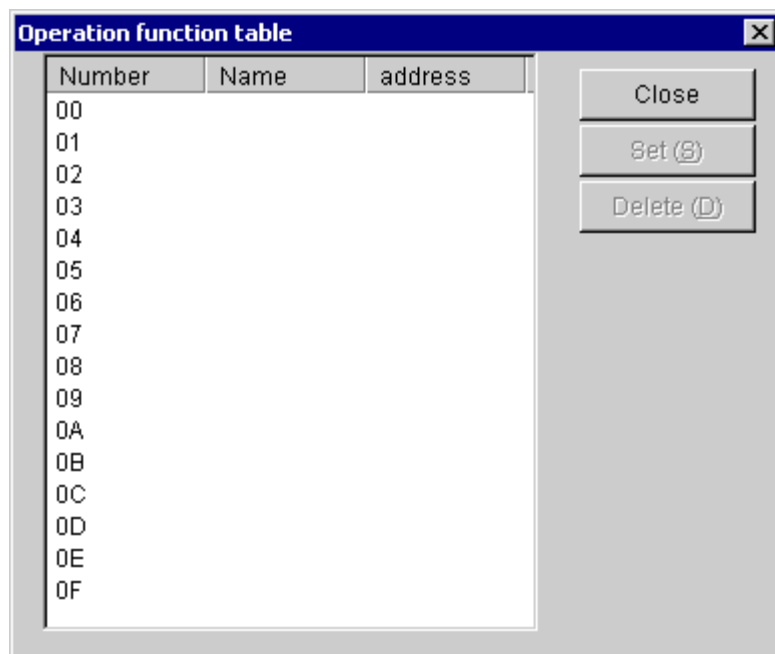 Operation function table
Number Name address
00
01
02
03
04
05
06
07
08
09
0A
0B
0C
0D
0E
0F
Close
Set (S)
Delete (D)